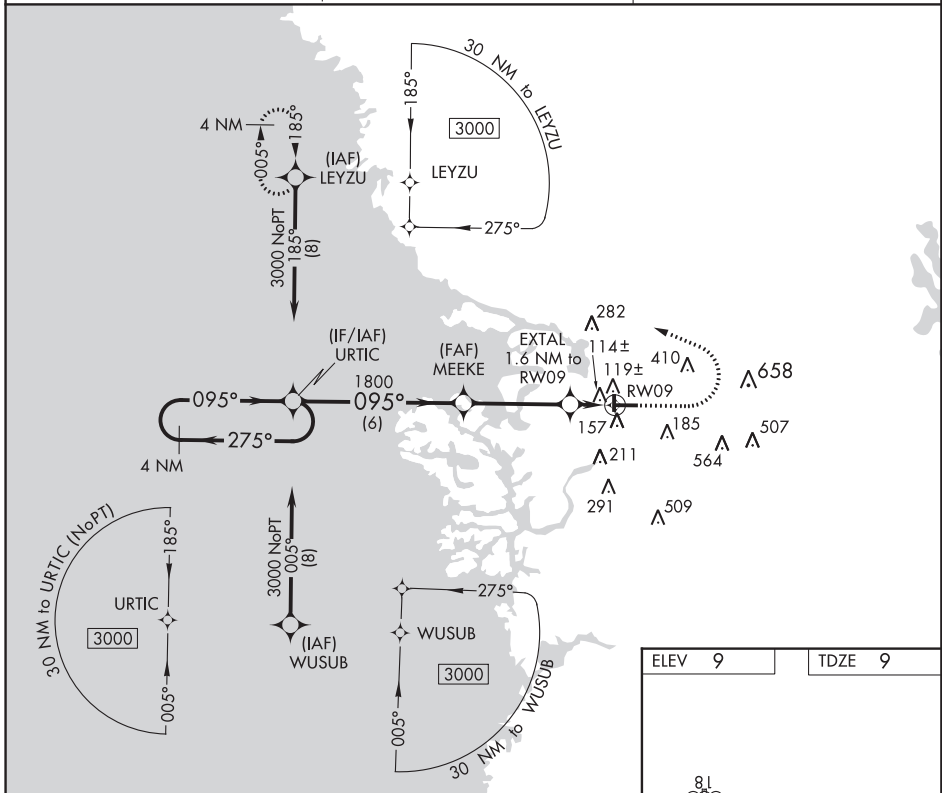 30 NM to LEYZU
185°
3000
LEYZU
275°
4 NM
185°
005°
(IAF)
LEYZU
3000 NoPT
185°
(8)
(IF/IAF)
URTIC
1800
095°
(6)
(FAF)
MEEKE
EXTAL
1.6 NM to
RW09
282
114±
119±
RW09
410
658
157
185
507
564
211
291
509
095°
275°
4 NM
3000 NoPT
005°
(8)
(IAF)
WUSUB
30 NM to URTIC (NoPT)
185°
URTIC
3000
005°
275°
WUSUB
3000
005°
30 NM to WUSUB
ELEV 9
TDZE 9
18